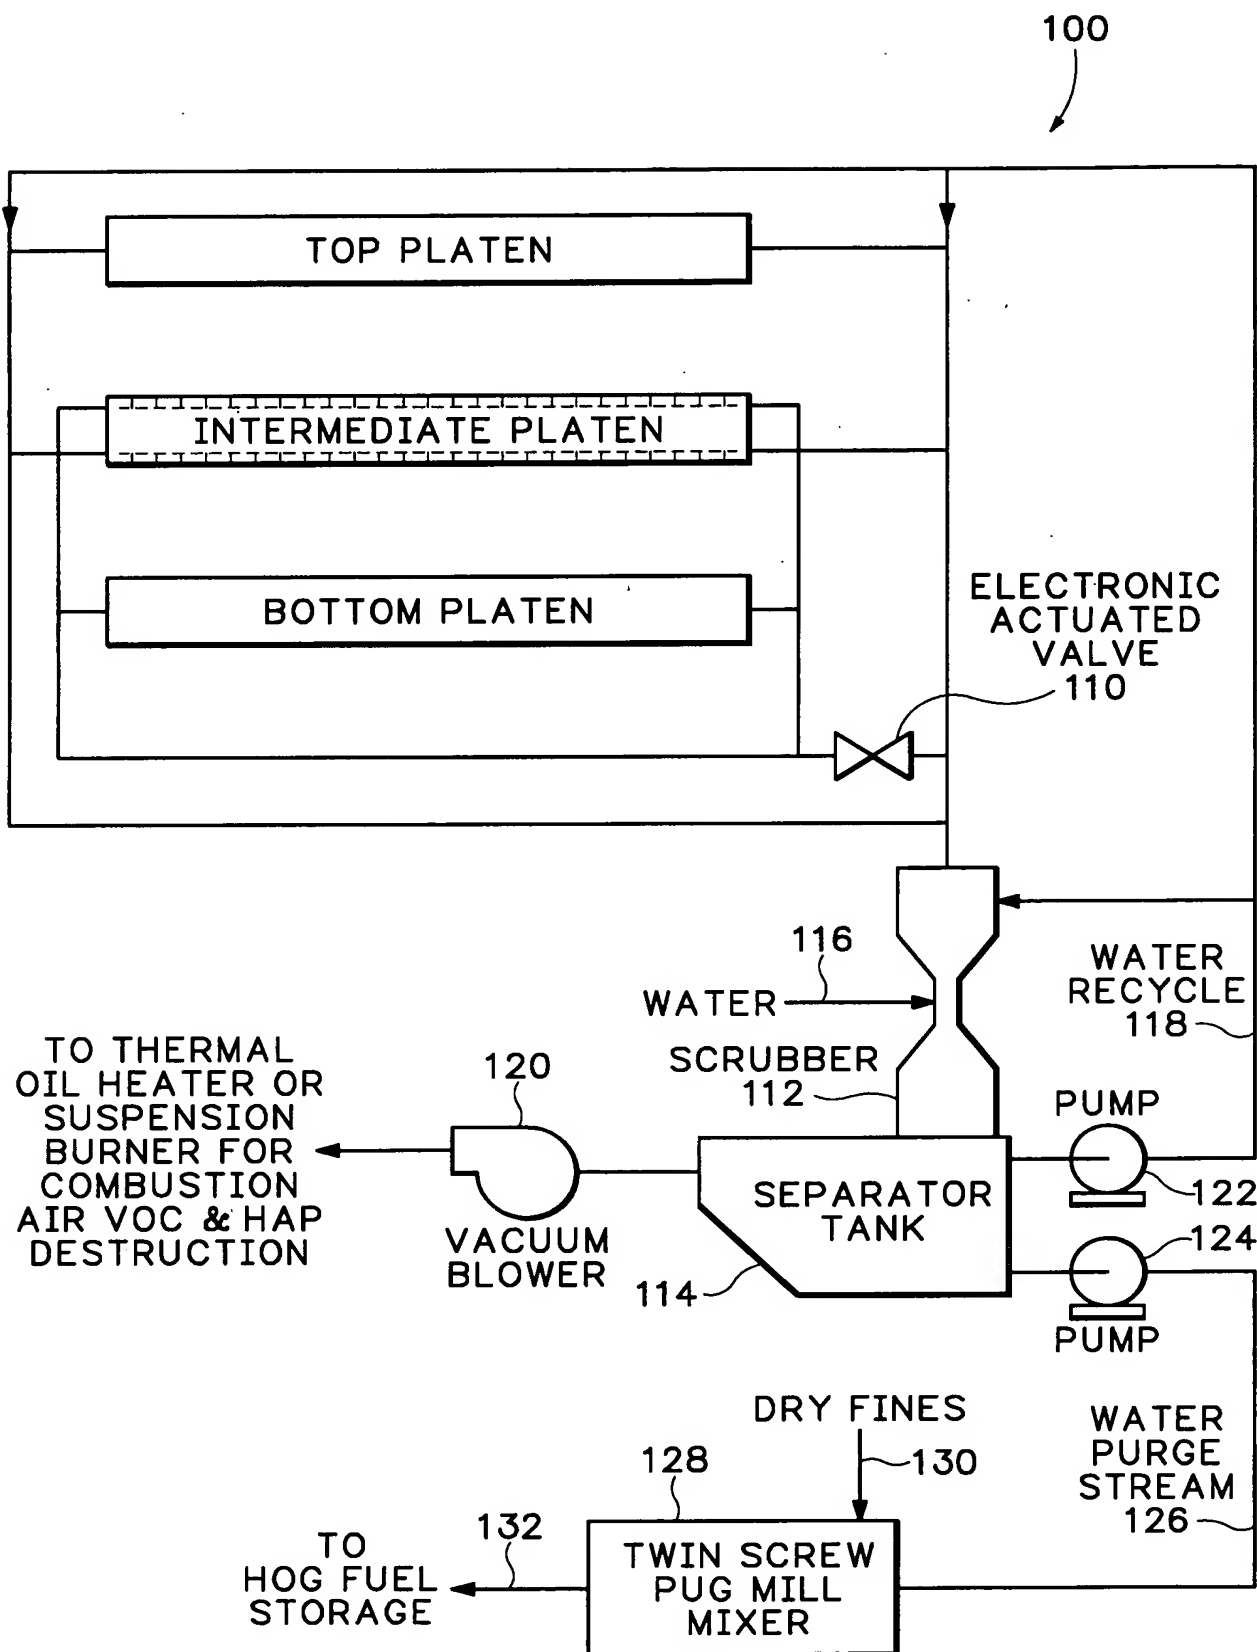 100
TOP PLATEN
INTERMEDIATE PLATEN
BOTTOM PLATEN
ELECTRONIC
ACTUATED
VALVE
110
116
WATER
WATER
RECYCLE
118
SCRUBBER
112
TO THERMAL
OIL HEATER OR
SUSPENSION
BURNER FOR
COMBUSTION
AIR VOC & HAP
DESTRUCTION
120
VACUUM
BLOWER
SEPARATOR
TANK
114
PUMP
122
124
PUMP
DRY FINES
130
WATER
PURGE
STREAM
126
128
TWIN SCREW
PUG MILL
MIXER
132
TO
HOG FUEL
STORAGE